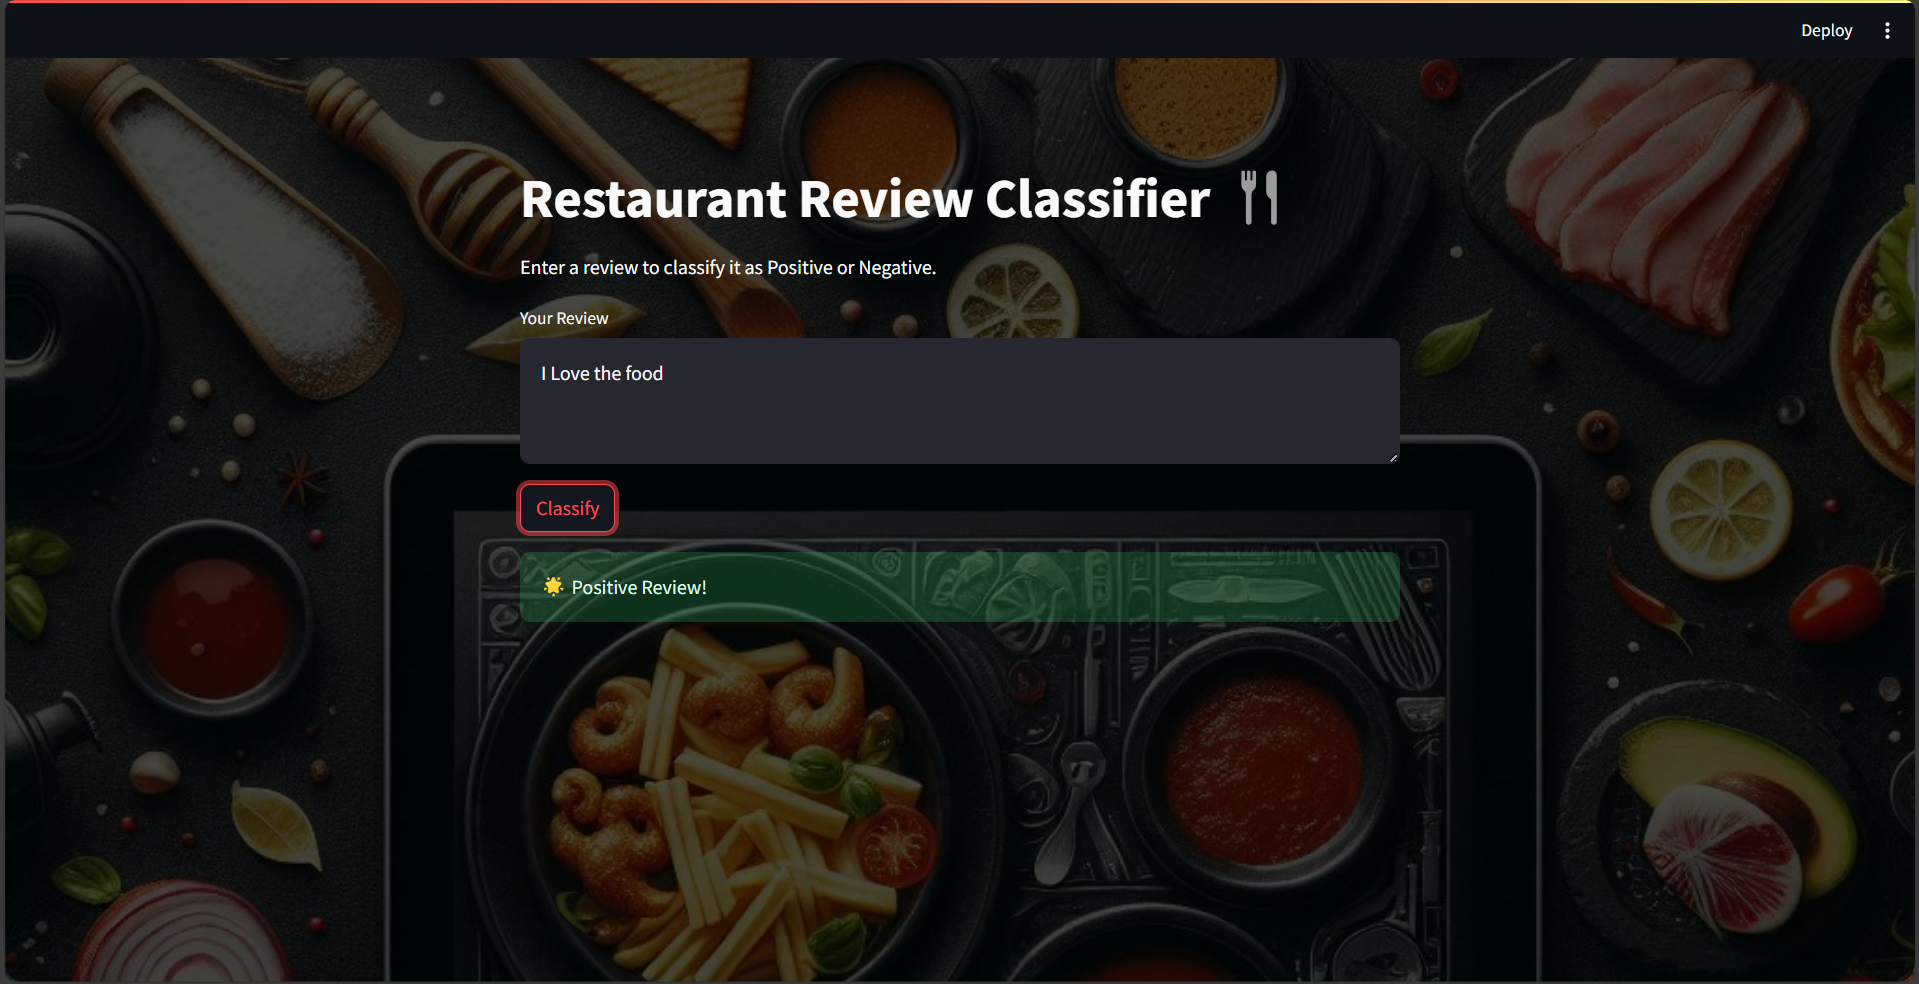 Deploy
Restaurant Review Classifier
Enter a review to classify it as Positive or Negative.
Your Review
I Love the food
Classify
Positive Review!